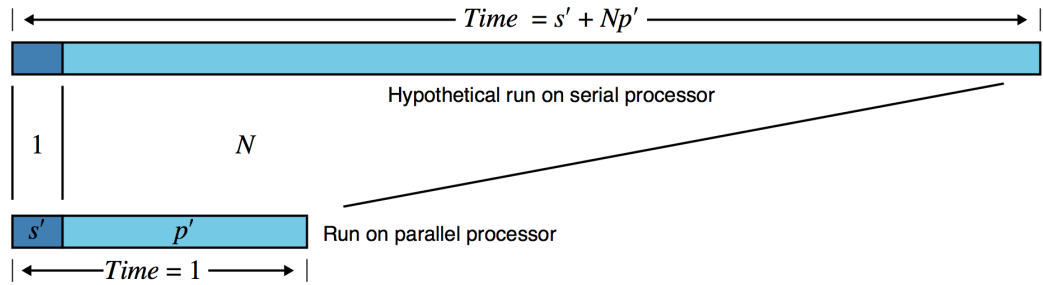 Time = s′ + Np′
Hypothetical run on serial processor
1
N
s′
p′
Run on parallel processor
Time = 1